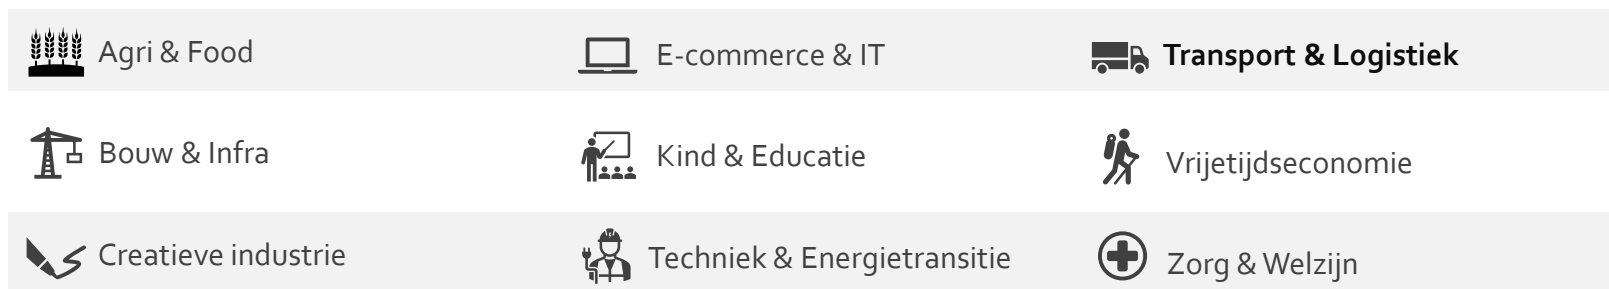 Agri & Food
E-commerce & IT
Transport & Logistiek
Bouw & Infra
Kind & Educatie
Vrijetijdseconomie
Creatieve industrie
Techniek & Energietransitie
Zorg & Welzijn